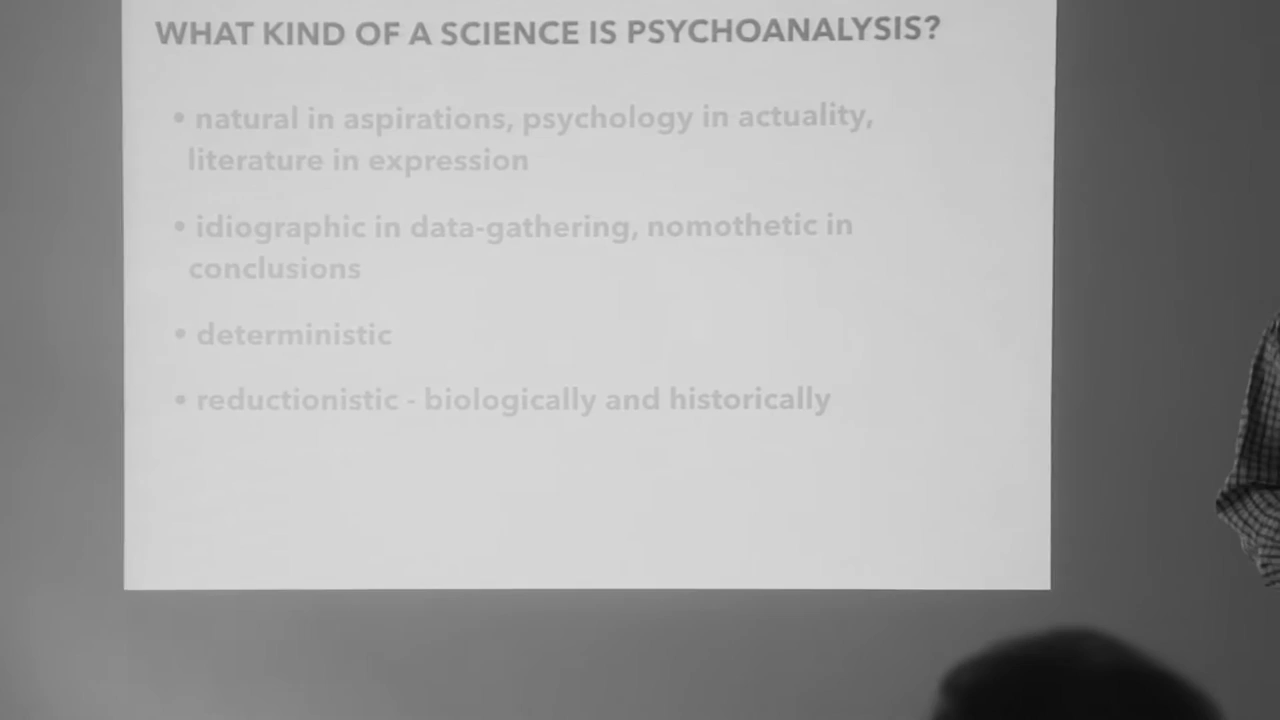 WHAT KIND OF A SCIENCE IS PSYCHOANALYSIS?
• natural in aspirations, psychology in actuality,
literature in expression
• idiographic in data-gathering, nomothetic in
conclusions
• deterministic
• reductionistic - biologically and historically